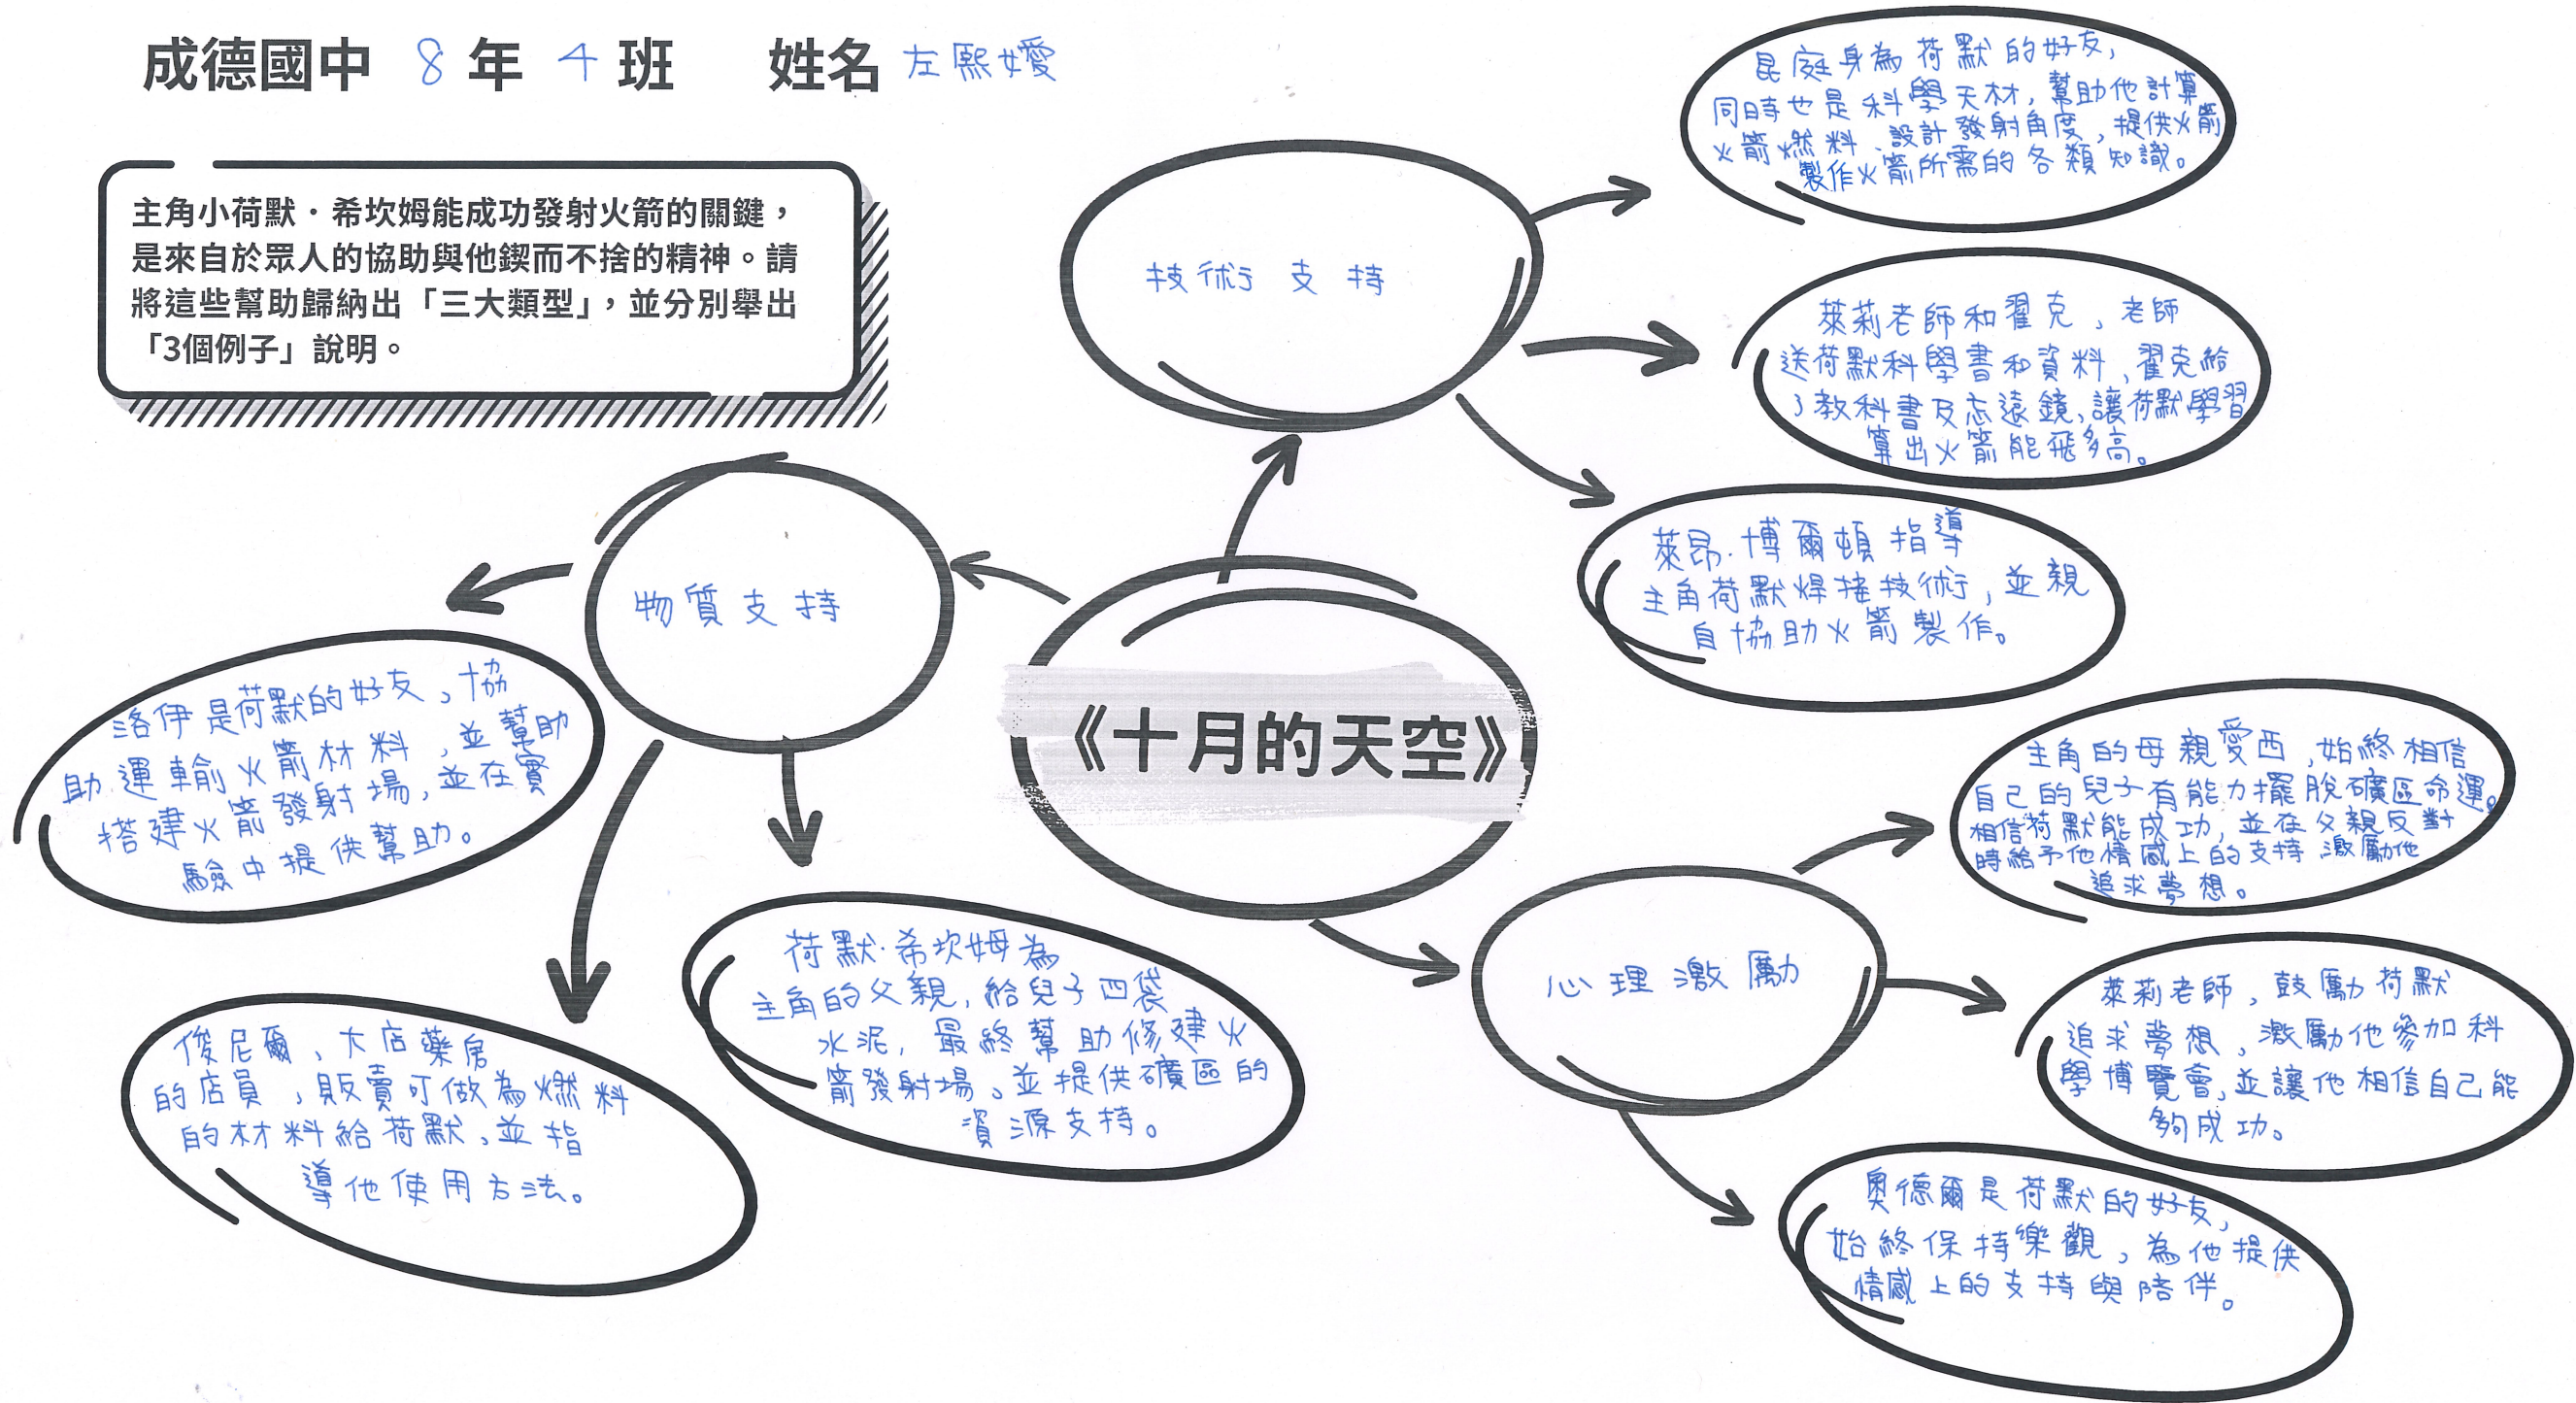 成德國中 8 年 4 班 姓名 左熙嬡
主角小荷默．希坎姆能成功發射火箭的關鍵，
是來自於眾人的協助與他鍥而不捨的精神。請
將這些幫助歸納出「三大類型」，並分別舉出
「3個例子」說明。
《十月的天空》
技術支持
昆庭身為荷默的好友，
同時也是科學天材，幫助他計算
火箭燃料、設計發射角度，提供火箭
製作火箭所需的各類知識。
萊莉老師和翟克，老師
送荷默科學書和資料，翟克給
了教科書及忘遠鏡，讓荷默學習
算出火箭能飛多高。
萊昂．博爾頓指導
主角荷默焊接技術，並親
自協助火箭製作。
物質支持
洛伊是荷默的好友，協
助運輸火箭材料，並幫助
搭建火箭發射場，並在實
驗中提供幫助。
俊尼爾，大店藥房
的店員，販賣可做為燃料
的材料給荷默，並指
導他使用方法。
荷默．希坎姆為
主角的父親，給兒子四袋
水泥，最終幫助修建火
箭發射場，並提供礦區的
資源支持。
心理激勵
主角的母親愛西，始終相信
自己的兒子有能力擺脫礦區命運。
相信荷默能成功，並在父親反對
時給予他情感上的支持 激勵他
追求夢想。
萊莉老師，鼓勵荷默
追求夢想，激勵他參加科
學博覽會，並讓他相信自己能
夠成功。
奧德爾是荷默的好友，
始終保持樂觀，為他提供
情感上的支持與陪伴。